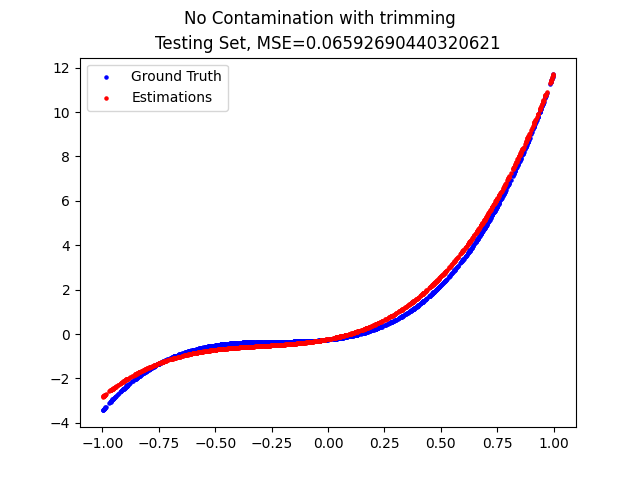 No Contamination with trimming
Testing Set, MSE=0.06592690440320621
Ground Truth
Estimations
12
10
8
6
4
2
0
−2
−4
−1.00 −0.75 −0.50 −0.25 0.00 0.25 0.50 0.75 1.00